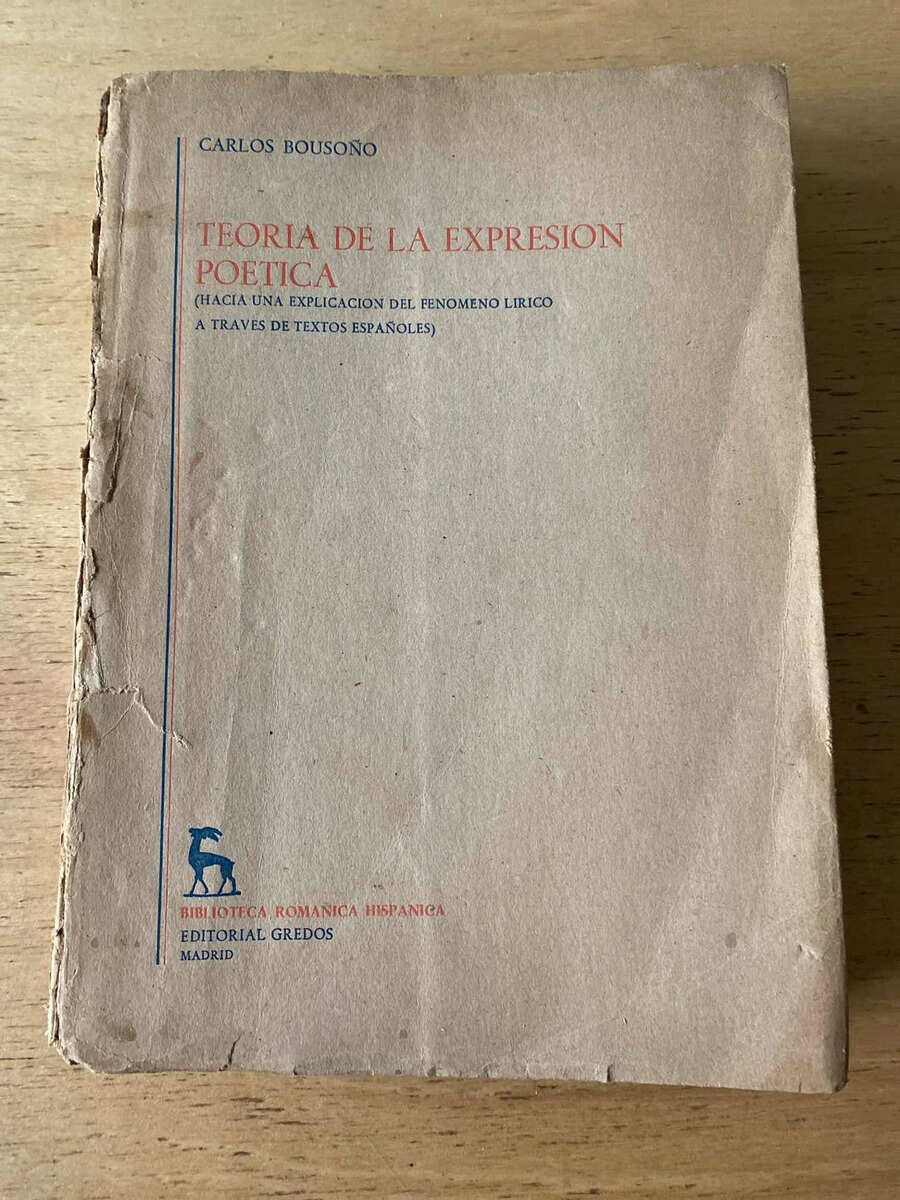 CARLOS BOUSOÑO
TEORIA DE LA EXPRESION
POETICA
(HACIA UNA EXPLICACION DEL FENOMENO LIRICO
A TRAVES DE TEXTOS ESPAÑOLES)
BIBLIOTECA ROMAÑICA HISPANICA
EDITORIAL GREDOS
MADRID